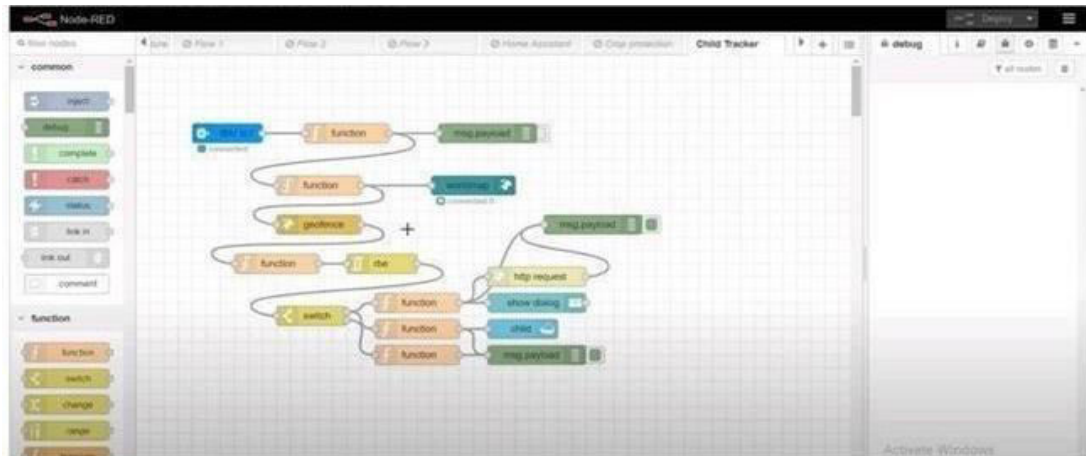 Node-RED
Deploy
filter nodes
Flow 1
Flow 2
Flow 3
Home Assistant
Crop protection
Child Tracker
debug
i
all nodes
common
inject
debug
complete
catch
status
link in
link out
comment
function
function
switch
change
range
function
msg.payload
connected
function
worldmap
geofence
msg.payload
function
rbe
http request
switch
function
show dialog
function
child
function
msg.payload
Activate Windows